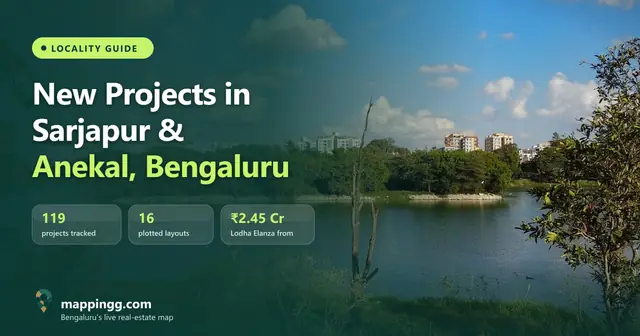 LOCALITY GUIDE
New Projects in
Sarjapur &
Anekal, Bengaluru
119
projects tracked
16
plotted layouts
₹2.45 Cr
Lodha Elanza from
mappingg.com
Bengaluru's live real-estate map